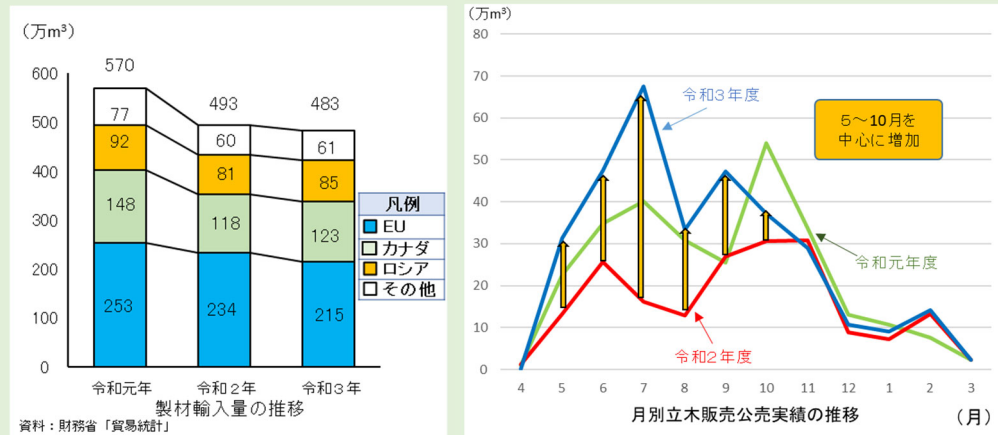 （万m³）
600
500
400
300
200
100
0
570
77
92
148
253
493
60
81
118
234
483
61
85
123
215
凡例
EU
カナダ
ロシア
その他
令和元年
令和２年
令和３年
製材輸入量の推移
資料：財務省「貿易統計」
（万m³）
80
70
60
50
40
30
20
10
0
令和３年度
５～10月を
中心に増加
令和元年度
令和２年度
4 5 6 7 8 9 10 11 12 1 2 3
月別立木販売公売実績の推移
（月）